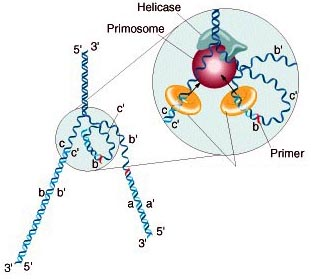 Helicase
Primosome
5' 3'
b'
c'
c'
c
c'
b
Primer
c
c'
b'
b
b b'
a a'
3' 5'
3' 5'